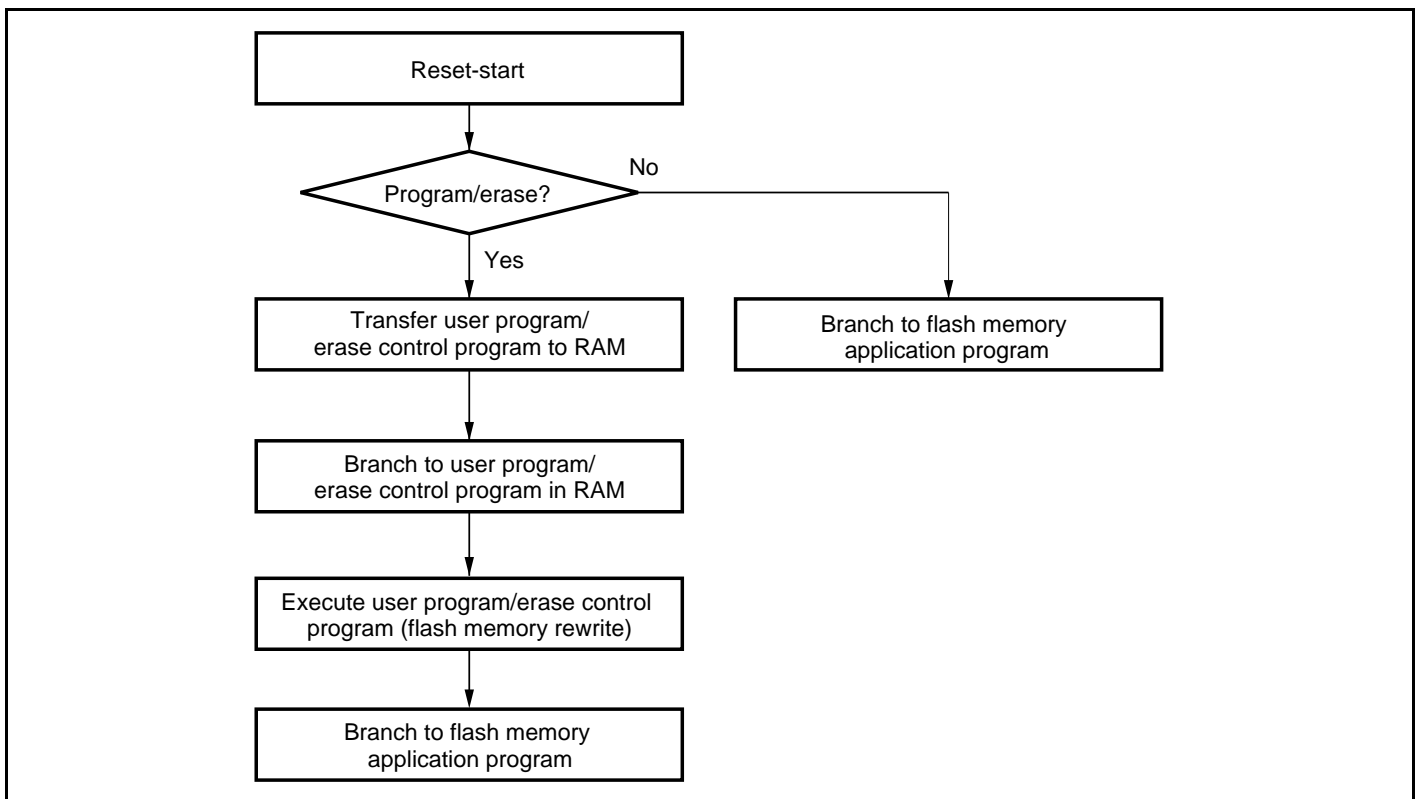 Reset-start
Program/erase?
No
Yes
Transfer user program/
erase control program to RAM
Branch to flash memory
application program
Branch to user program/
erase control program in RAM
Execute user program/erase control
program (flash memory rewrite)
Branch to flash memory
application program